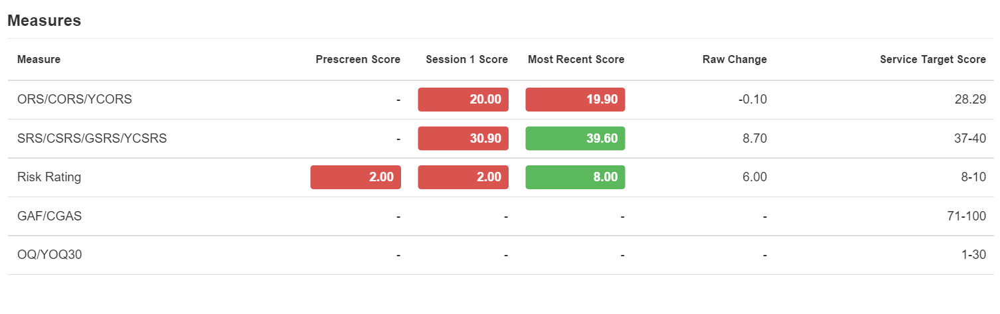 Measures
Measure Prescreen Score Session 1 Score Most Recent Score Raw Change Service Target Score
ORS/CORS/YCORS - 20.00 19.90 -0.10 28.29
SRS/CSRS/GSRS/YCSRS - 30.90 39.60 8.70 37-40
Risk Rating 2.00 2.00 8.00 6.00 8-10
GAF/CGAS - - - - 71-100
OQ/YOQ30 - - - - 1-30